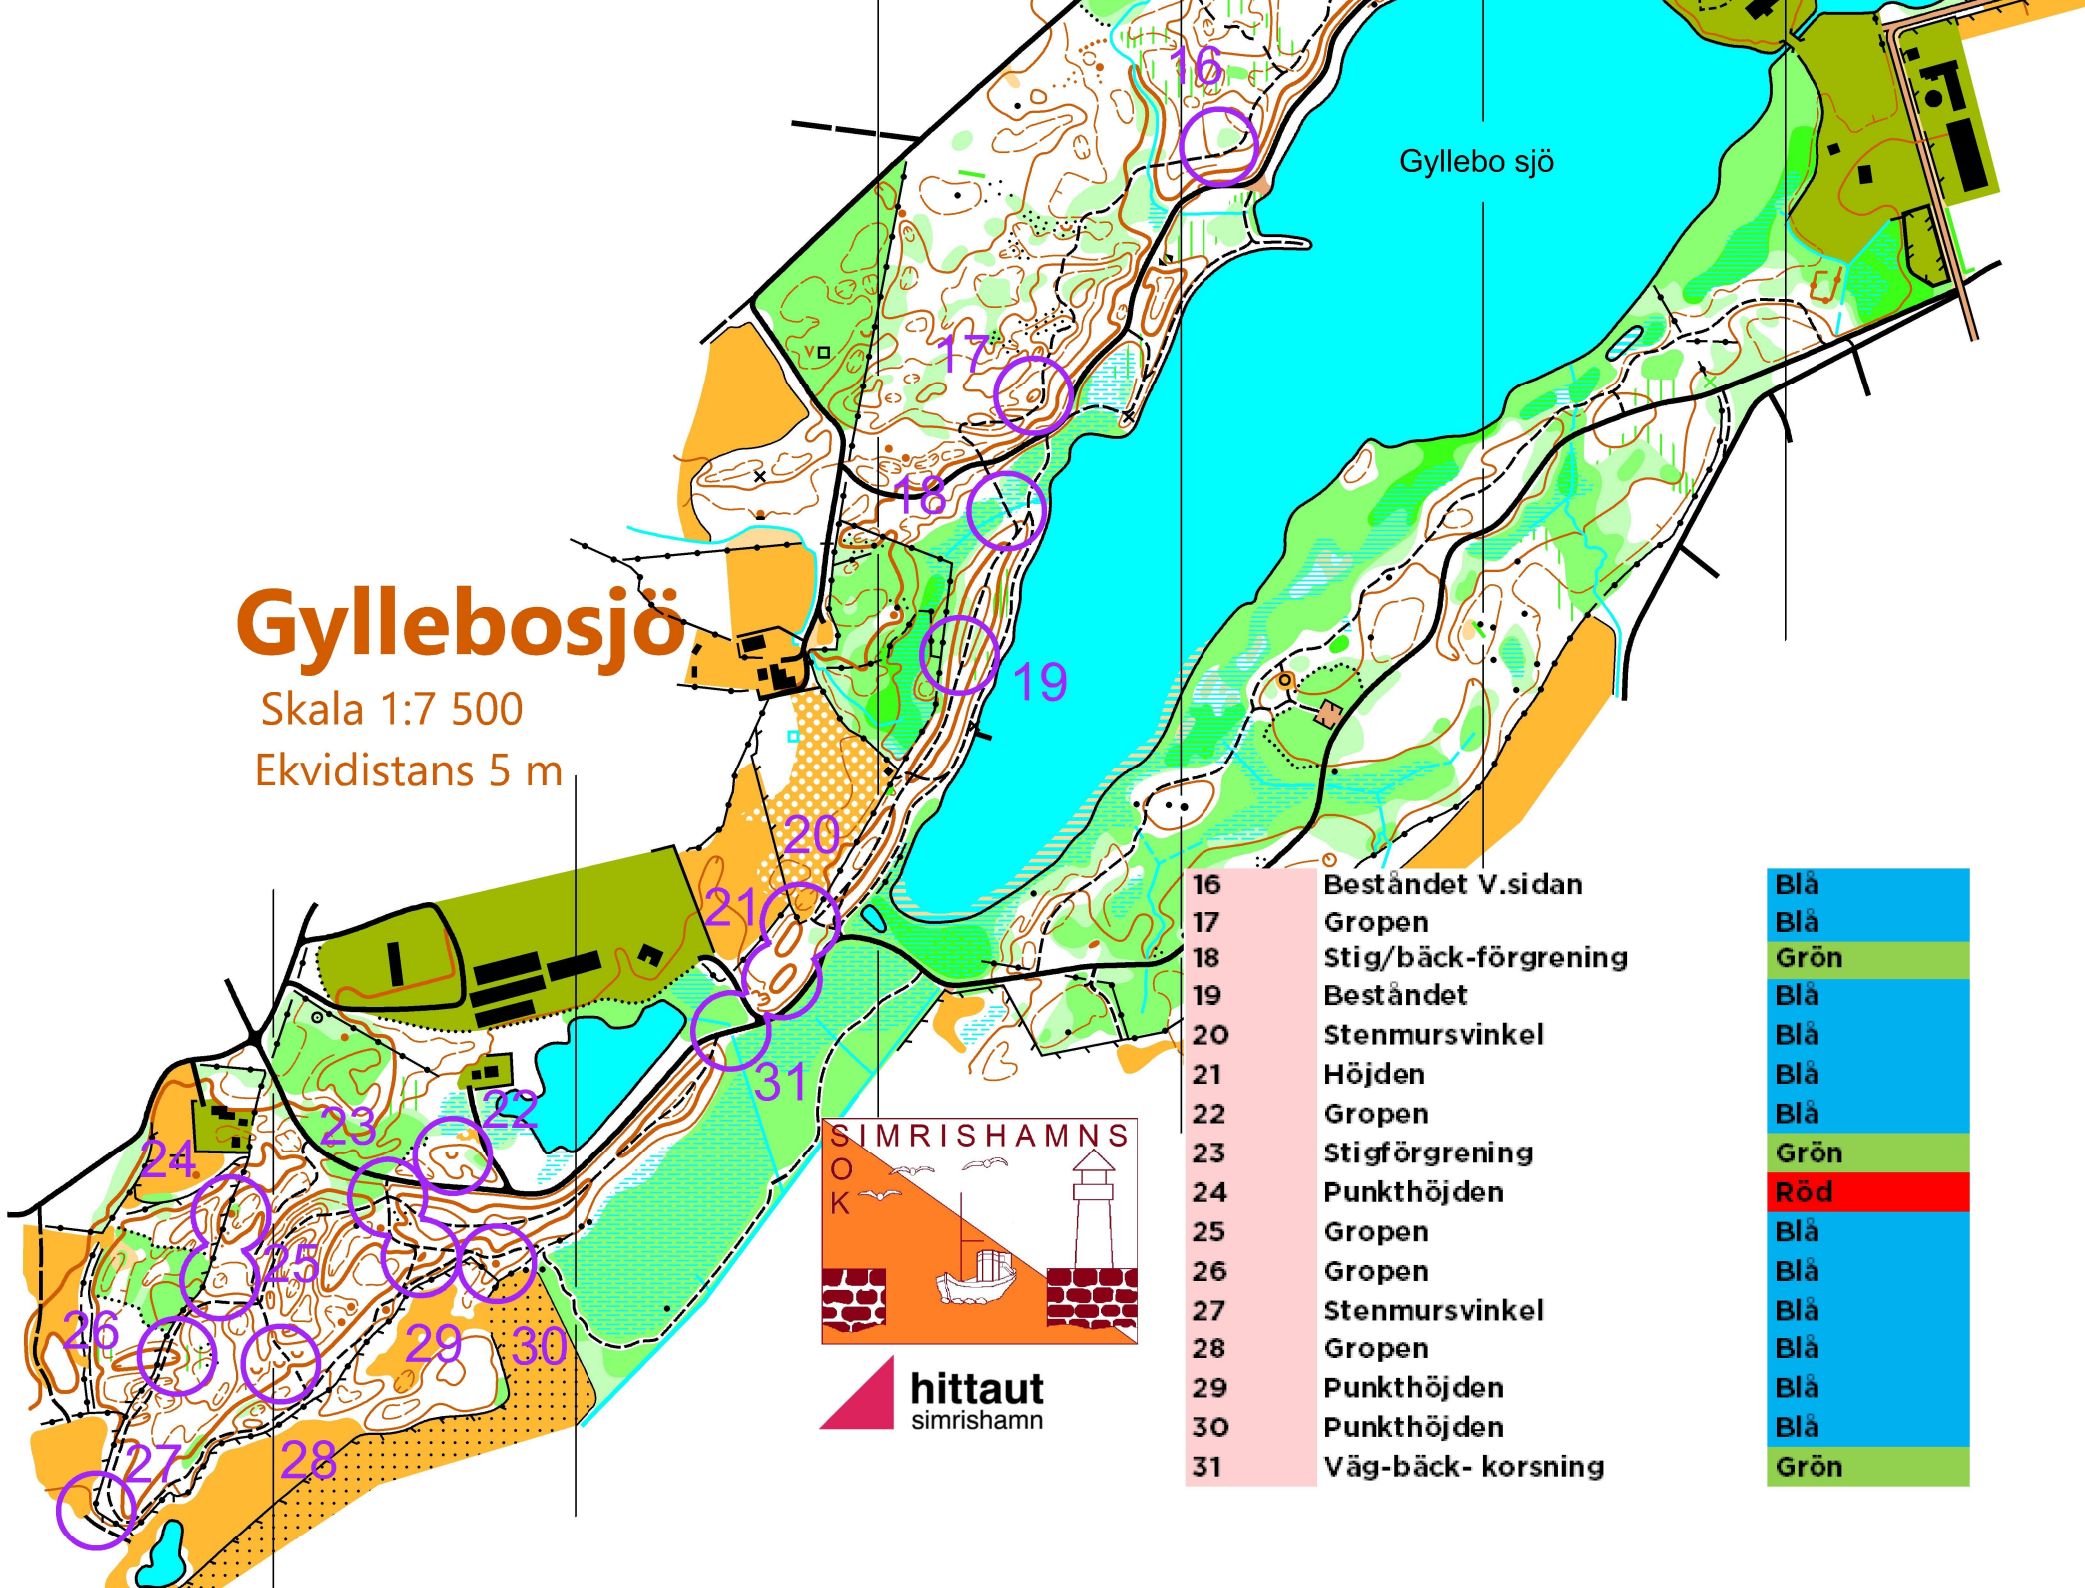 16
Gyllebo sjö
17
18
Gyllebosjö
Skala 1:7 500
Ekvidistans 5 m
19
20
21
31
22
23
24
25
26
29
30
27
28
SIMRISHAMNS
O
K
hittaut
simrishamn
16 Beståndet V.sidan Blå
17 Gropen Blå
18 Stig/bäck-förgrening Grön
19 Beståndet Blå
20 Stenmursvinkel Blå
21 Höjden Blå
22 Gropen Blå
23 Stigförgrening Grön
24 Punkthöjden Röd
25 Gropen Blå
26 Gropen Blå
27 Stenmursvinkel Blå
28 Gropen Blå
29 Punkthöjden Blå
30 Punkthöjden Blå
31 Väg-bäck- korsning Grön